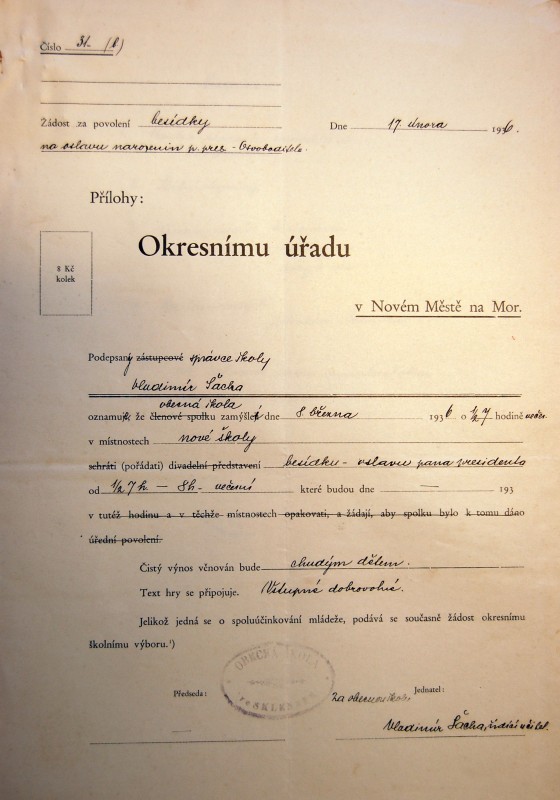 Číslo 31 (b)
Žádost za povolení besídky
na oslavu narozenin p. pres - Osvoboditele.
Dne 17. února 1936.
Přílohy:
Okresnímu úřadu
8 Kč
kolek
v Novém Městě na Mor.
Podepsaný zástupcové správce školy
Vladimír Šácha
obecná škola
oznamuje, že členové spolku zamýšlejí dne 8. března 1936 o 1/2 7 hodině večer
v místnostech nové školy
sehráti (pořádati) divadelní představení besídku - oslavu pana presidenta
od 1/2 7 h - 8 h - večerní které budou dne — 193
v tutéž hodinu a v těchže místnostech opakovati, a žádají, aby spolku bylo k tomu dáno
úřední povolení.
Čistý výnos věnován bude chudým dětem.
Text hry se připojuje. Vstupné dobrovolné.
Jelikož jedná se o spoluúčinkování mládeže, podává se současně žádost okresnímu
školnímu výboru.¹)
OBECNÁ ŠKOLA
Předseda:
Jednatel:
za obecnou školu
Vladimír Šácha, řídící učitel.